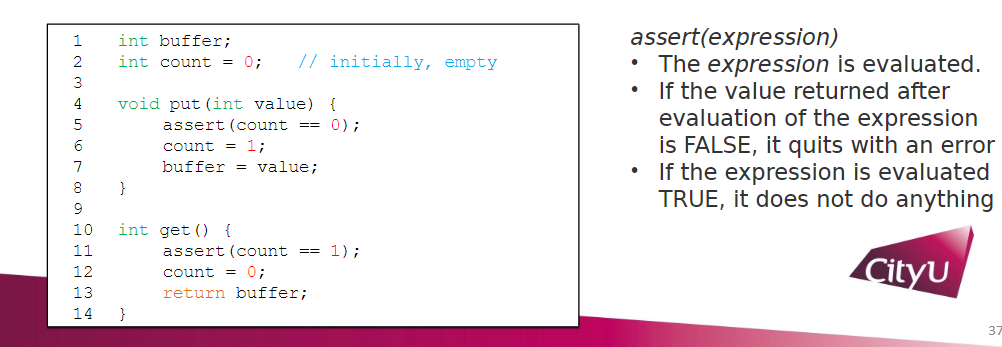 1 int buffer;
2 int count = 0; // initially, empty
3
4 void put(int value) {
5 assert(count == 0);
6 count = 1;
7 buffer = value;
8 }
9
10 int get() {
11 assert(count == 1);
12 count = 0;
13 return buffer;
14 }
assert(expression)
• The expression is evaluated.
• If the value returned after
evaluation of the expression
is FALSE, it quits with an error
• If the expression is evaluated
TRUE, it does not do anything
CityU
37